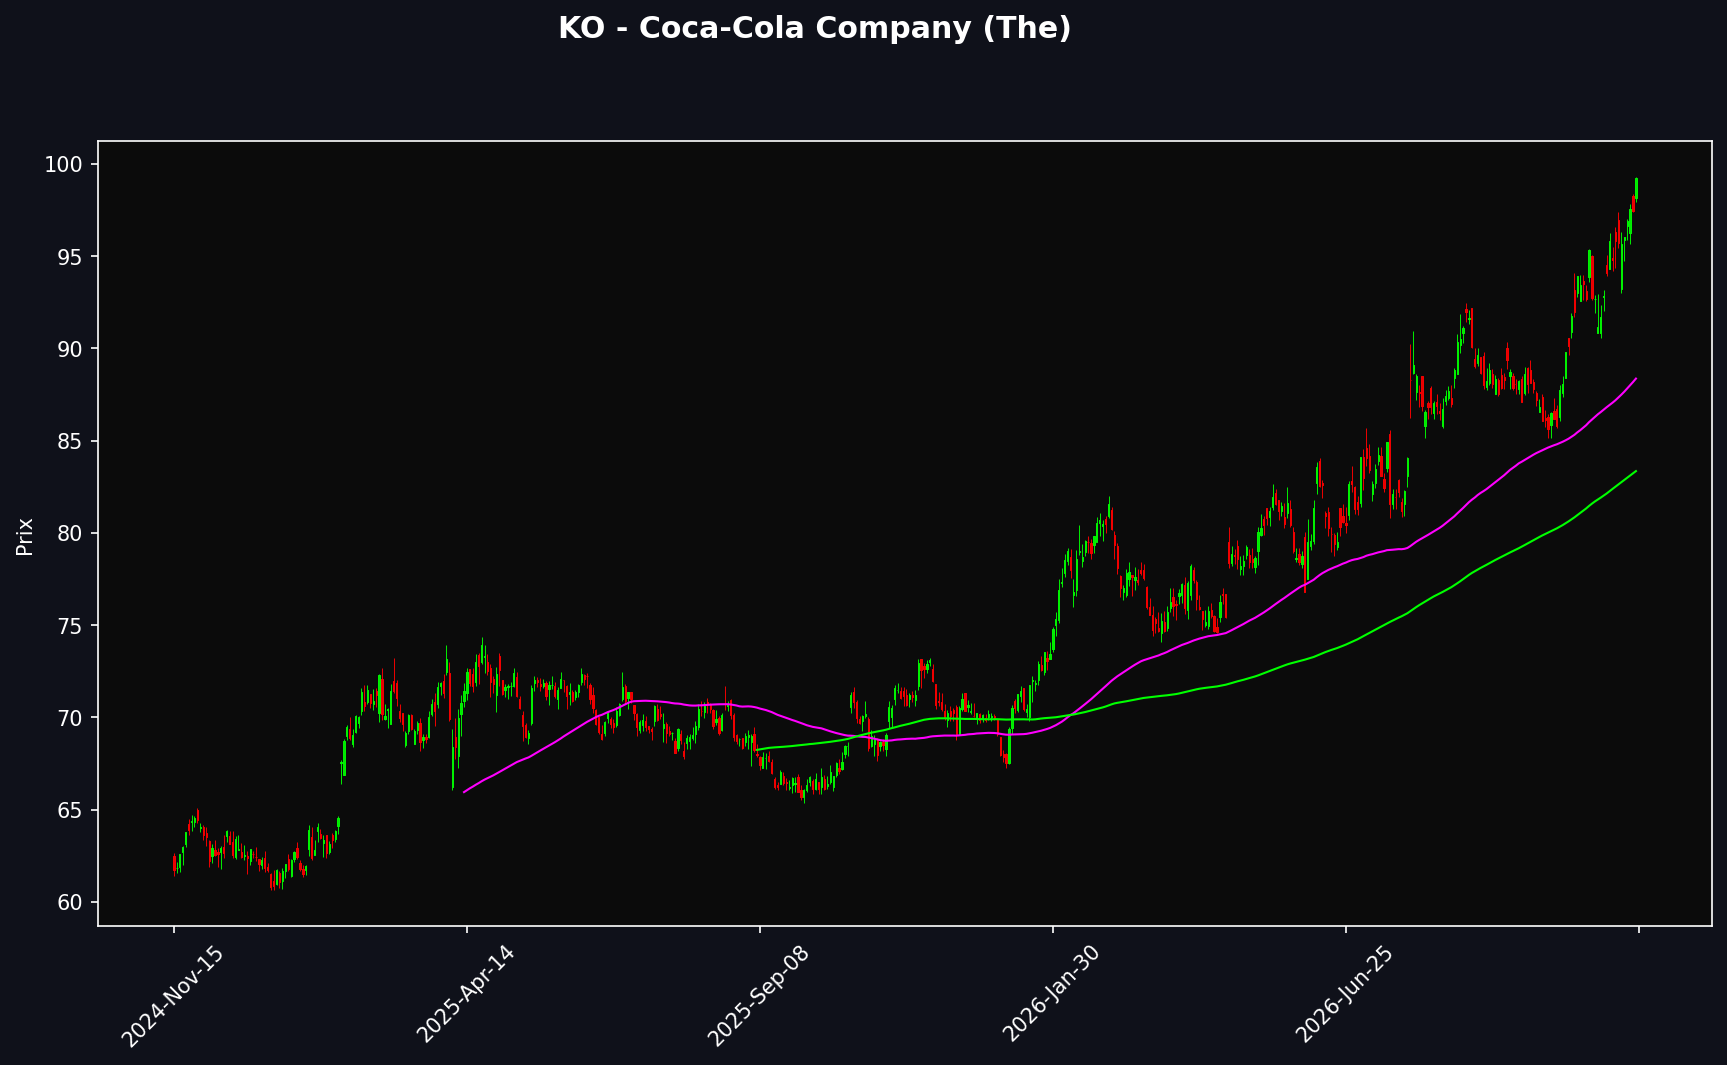 KO - Coca-Cola Company (The)
Prix
100
95
90
85
80
75
70
65
60
2024-Nov-15
2025-Apr-14
2025-Sep-08
2026-Jan-30
2026-Jun-25